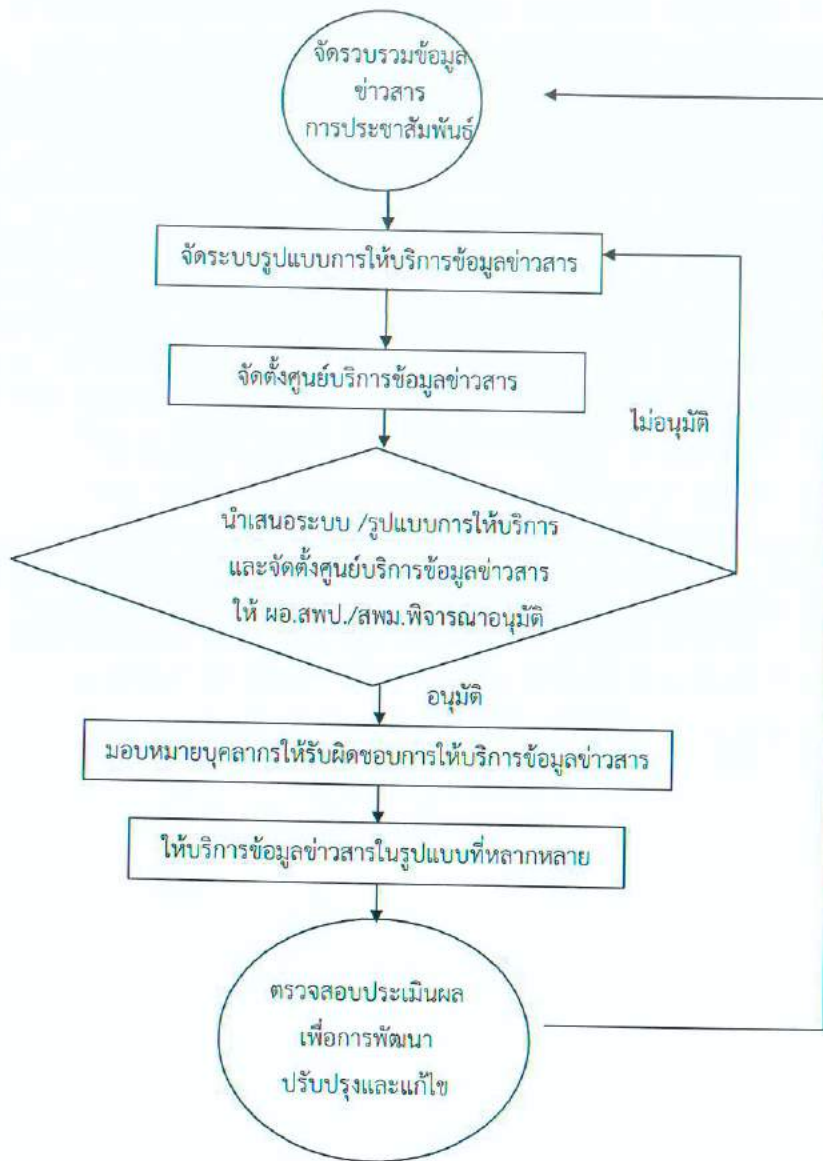 จัดรวบรวมข้อมูล
ข่าวสาร
การประชาสัมพันธ์
จัดระบบรูปแบบการให้บริการข้อมูลข่าวสาร
จัดตั้งศูนย์บริการข้อมูลข่าวสาร
ไม่อนุมัติ
นำเสนอระบบ /รูปแบบการให้บริการ
และจัดตั้งศูนย์บริการข้อมูลข่าวสาร
ให้ ผอ.สพป./สพม.พิจารณาอนุมัติ
อนุมัติ
มอบหมายบุคลากรให้รับผิดชอบการให้บริการข้อมูลข่าวสาร
ให้บริการข้อมูลข่าวสารในรูปแบบที่หลากหลาย
ตรวจสอบประเมินผล
เพื่อการพัฒนา
ปรับปรุงและแก้ไข